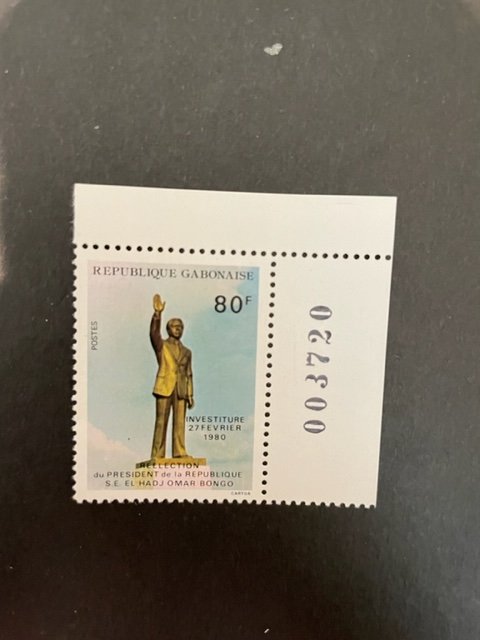 REPUBLIQUE GABONAISE
80F
POSTES
INVESTITURE
27 FEVRIER
1980
REELECTION
du PRESIDENT de la REPUBLIQUE
S.E. EL HADJ OMAR BONGO
CARTOR
003720